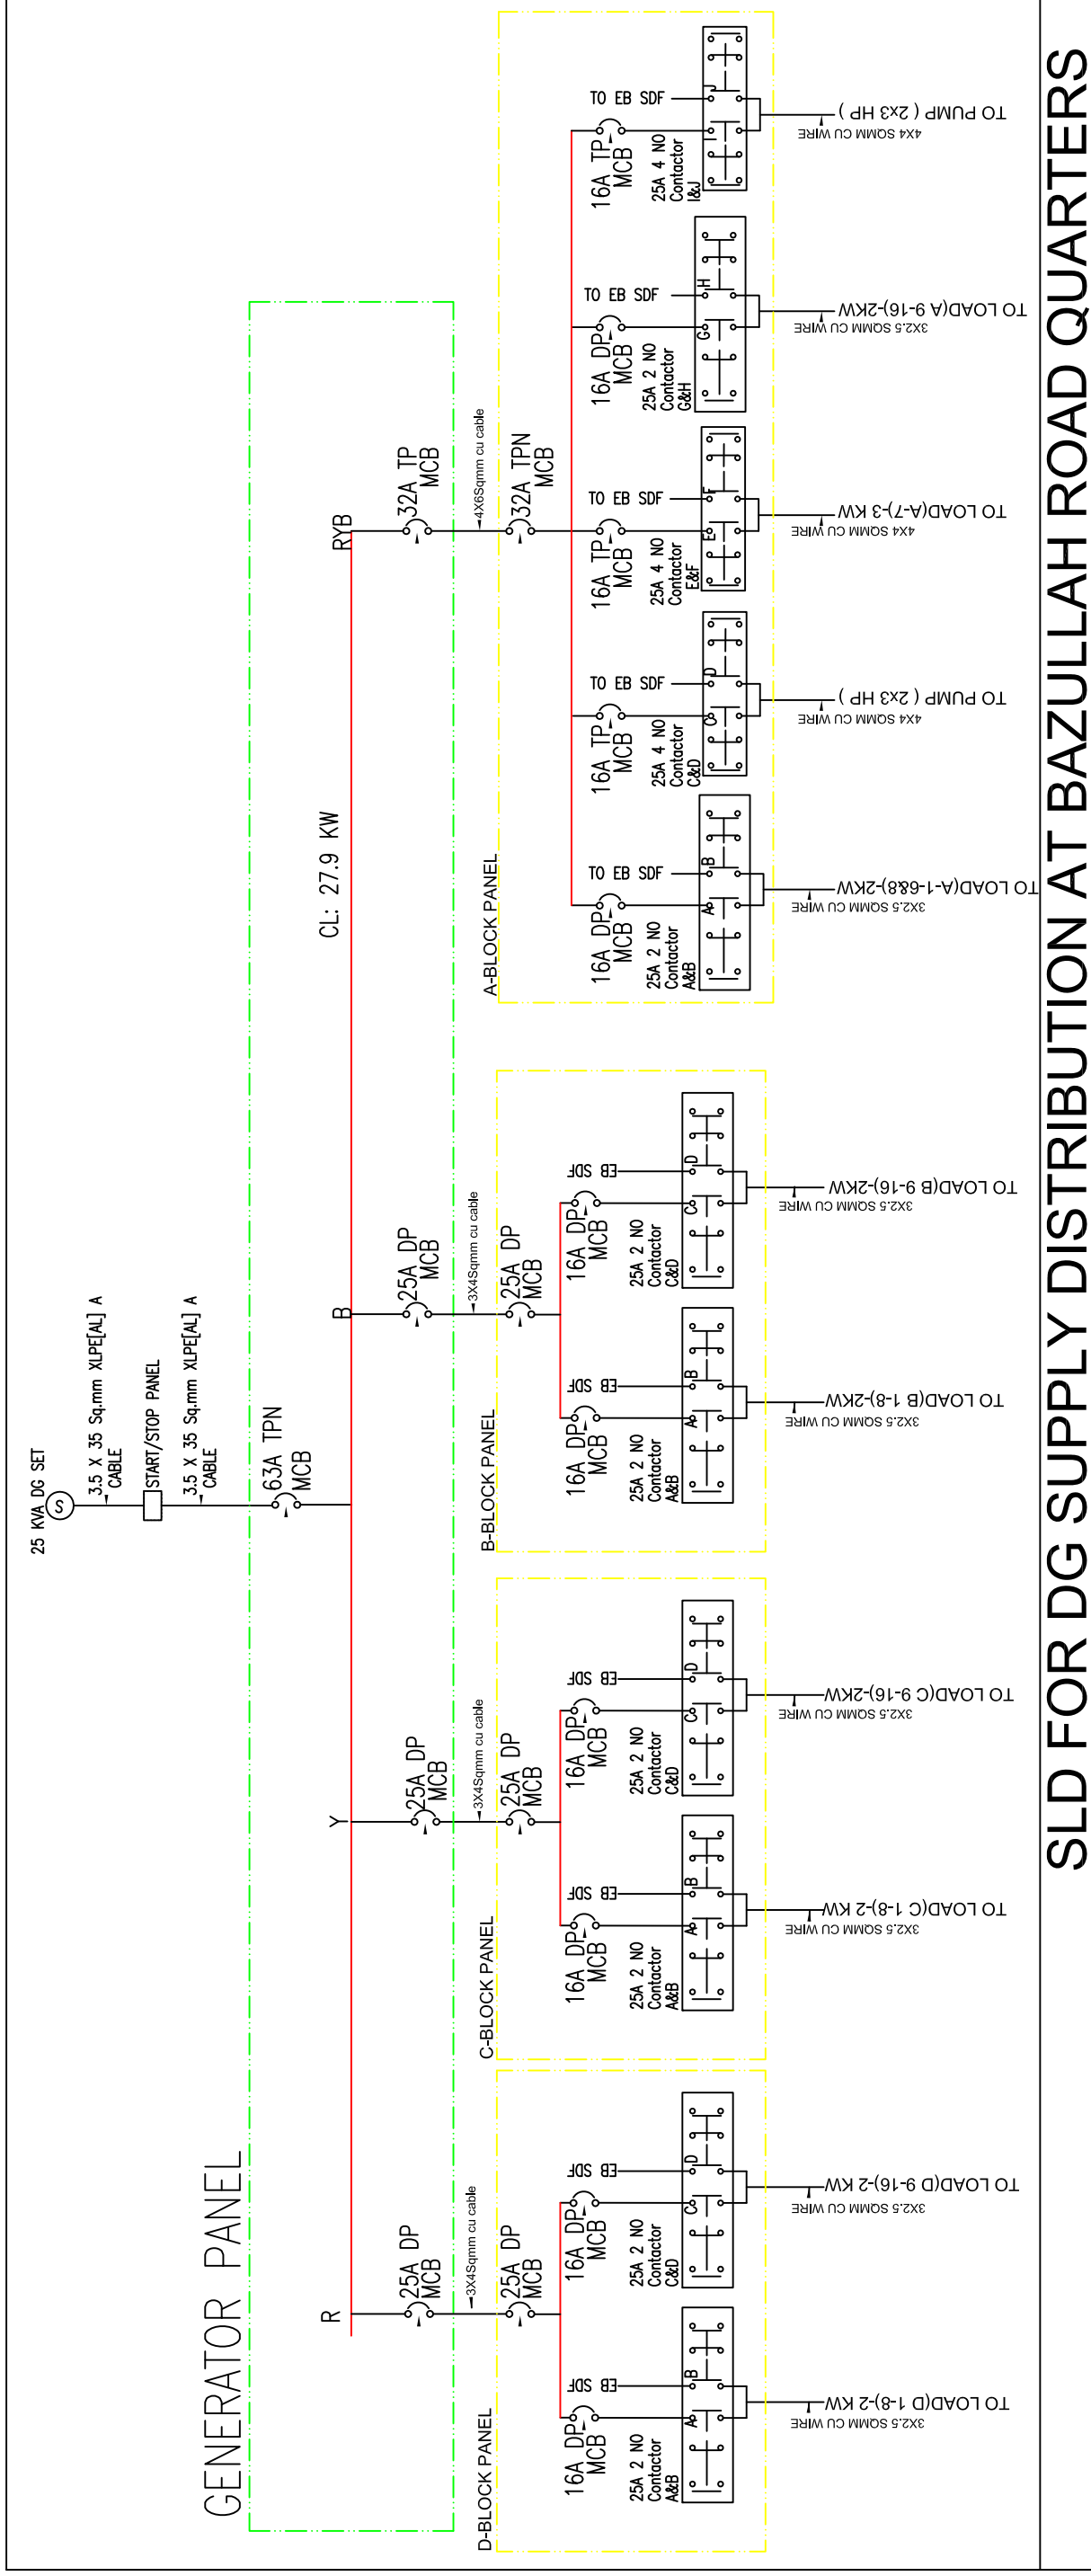 25 KVA DG SET
3.5 X 35 Sq.mm XLPE[AL] A
CABLE
START/STOP PANEL
3.5 X 35 Sq.mm XLPE[AL] A
CABLE
GENERATOR PANEL
63A TPN
MCB
CL: 27.9 KW
R
Y
B
RYB
25A DP
MCB
25A DP
MCB
25A DP
MCB
32A TP
MCB
3X4Sqmm cu cable
3X4Sqmm cu cable
3X4Sqmm cu cable
4X6Sqmm cu cable
D-BLOCK PANEL
25A DP
MCB
16A DP
MCB
EB SDF
16A DP
MCB
EB SDF
25A 2 NO
Contactor
A&B
A
B
25A 2 NO
Contactor
C&D
C
D
3X2.5 SQMM CU WIRE
TO LOAD(D 1-8)-2 KW
3X2.5 SQMM CU WIRE
TO LOAD(D 9-16)-2 KW
C-BLOCK PANEL
25A DP
MCB
16A DP
MCB
EB SDF
16A DP
MCB
EB SDF
25A 2 NO
Contactor
A&B
A
B
25A 2 NO
Contactor
C&D
C
D
3X2.5 SQMM CU WIRE
TO LOAD(C 1-8)-2 KW
3X2.5 SQMM CU WIRE
TO LOAD(C 9-16)-2KW
B-BLOCK PANEL
25A DP
MCB
16A DP
MCB
EB SDF
16A DP
MCB
EB SDF
25A 2 NO
Contactor
A&B
A
B
25A 2 NO
Contactor
C&D
C
D
3X2.5 SQMM CU WIRE
TO LOAD(B 1-8)-2KW
3X2.5 SQMM CU WIRE
TO LOAD(B 9-16)-2KW
A-BLOCK PANEL
32A TPN
MCB
16A DP
MCB
TO EB SDF
25A 2 NO
Contactor
A&B
A
B
3X2.5 SQMM CU WIRE
TO LOAD(A-1-6&8)-2KW
16A TP
MCB
TO EB SDF
25A 4 NO
Contactor
C&D
C
D
4X4 SQMM CU WIRE
TO PUMP ( 2x3 HP )
16A TP
MCB
TO EB SDF
25A 4 NO
Contactor
E&F
E
F
4X4 SQMM CU WIRE
TO LOAD(A-7)-3 KW
16A DP
MCB
TO EB SDF
25A 2 NO
Contactor
G&H
G
H
3X2.5 SQMM CU WIRE
TO LOAD(A 9-16)-2KW
16A TP
MCB
TO EB SDF
25A 4 NO
Contactor
I&J
I
J
4X4 SQMM CU WIRE
TO PUMP ( 2x3 HP )
SLD FOR DG SUPPLY DISTRIBUTION AT BAZULLAH ROAD QUARTERS